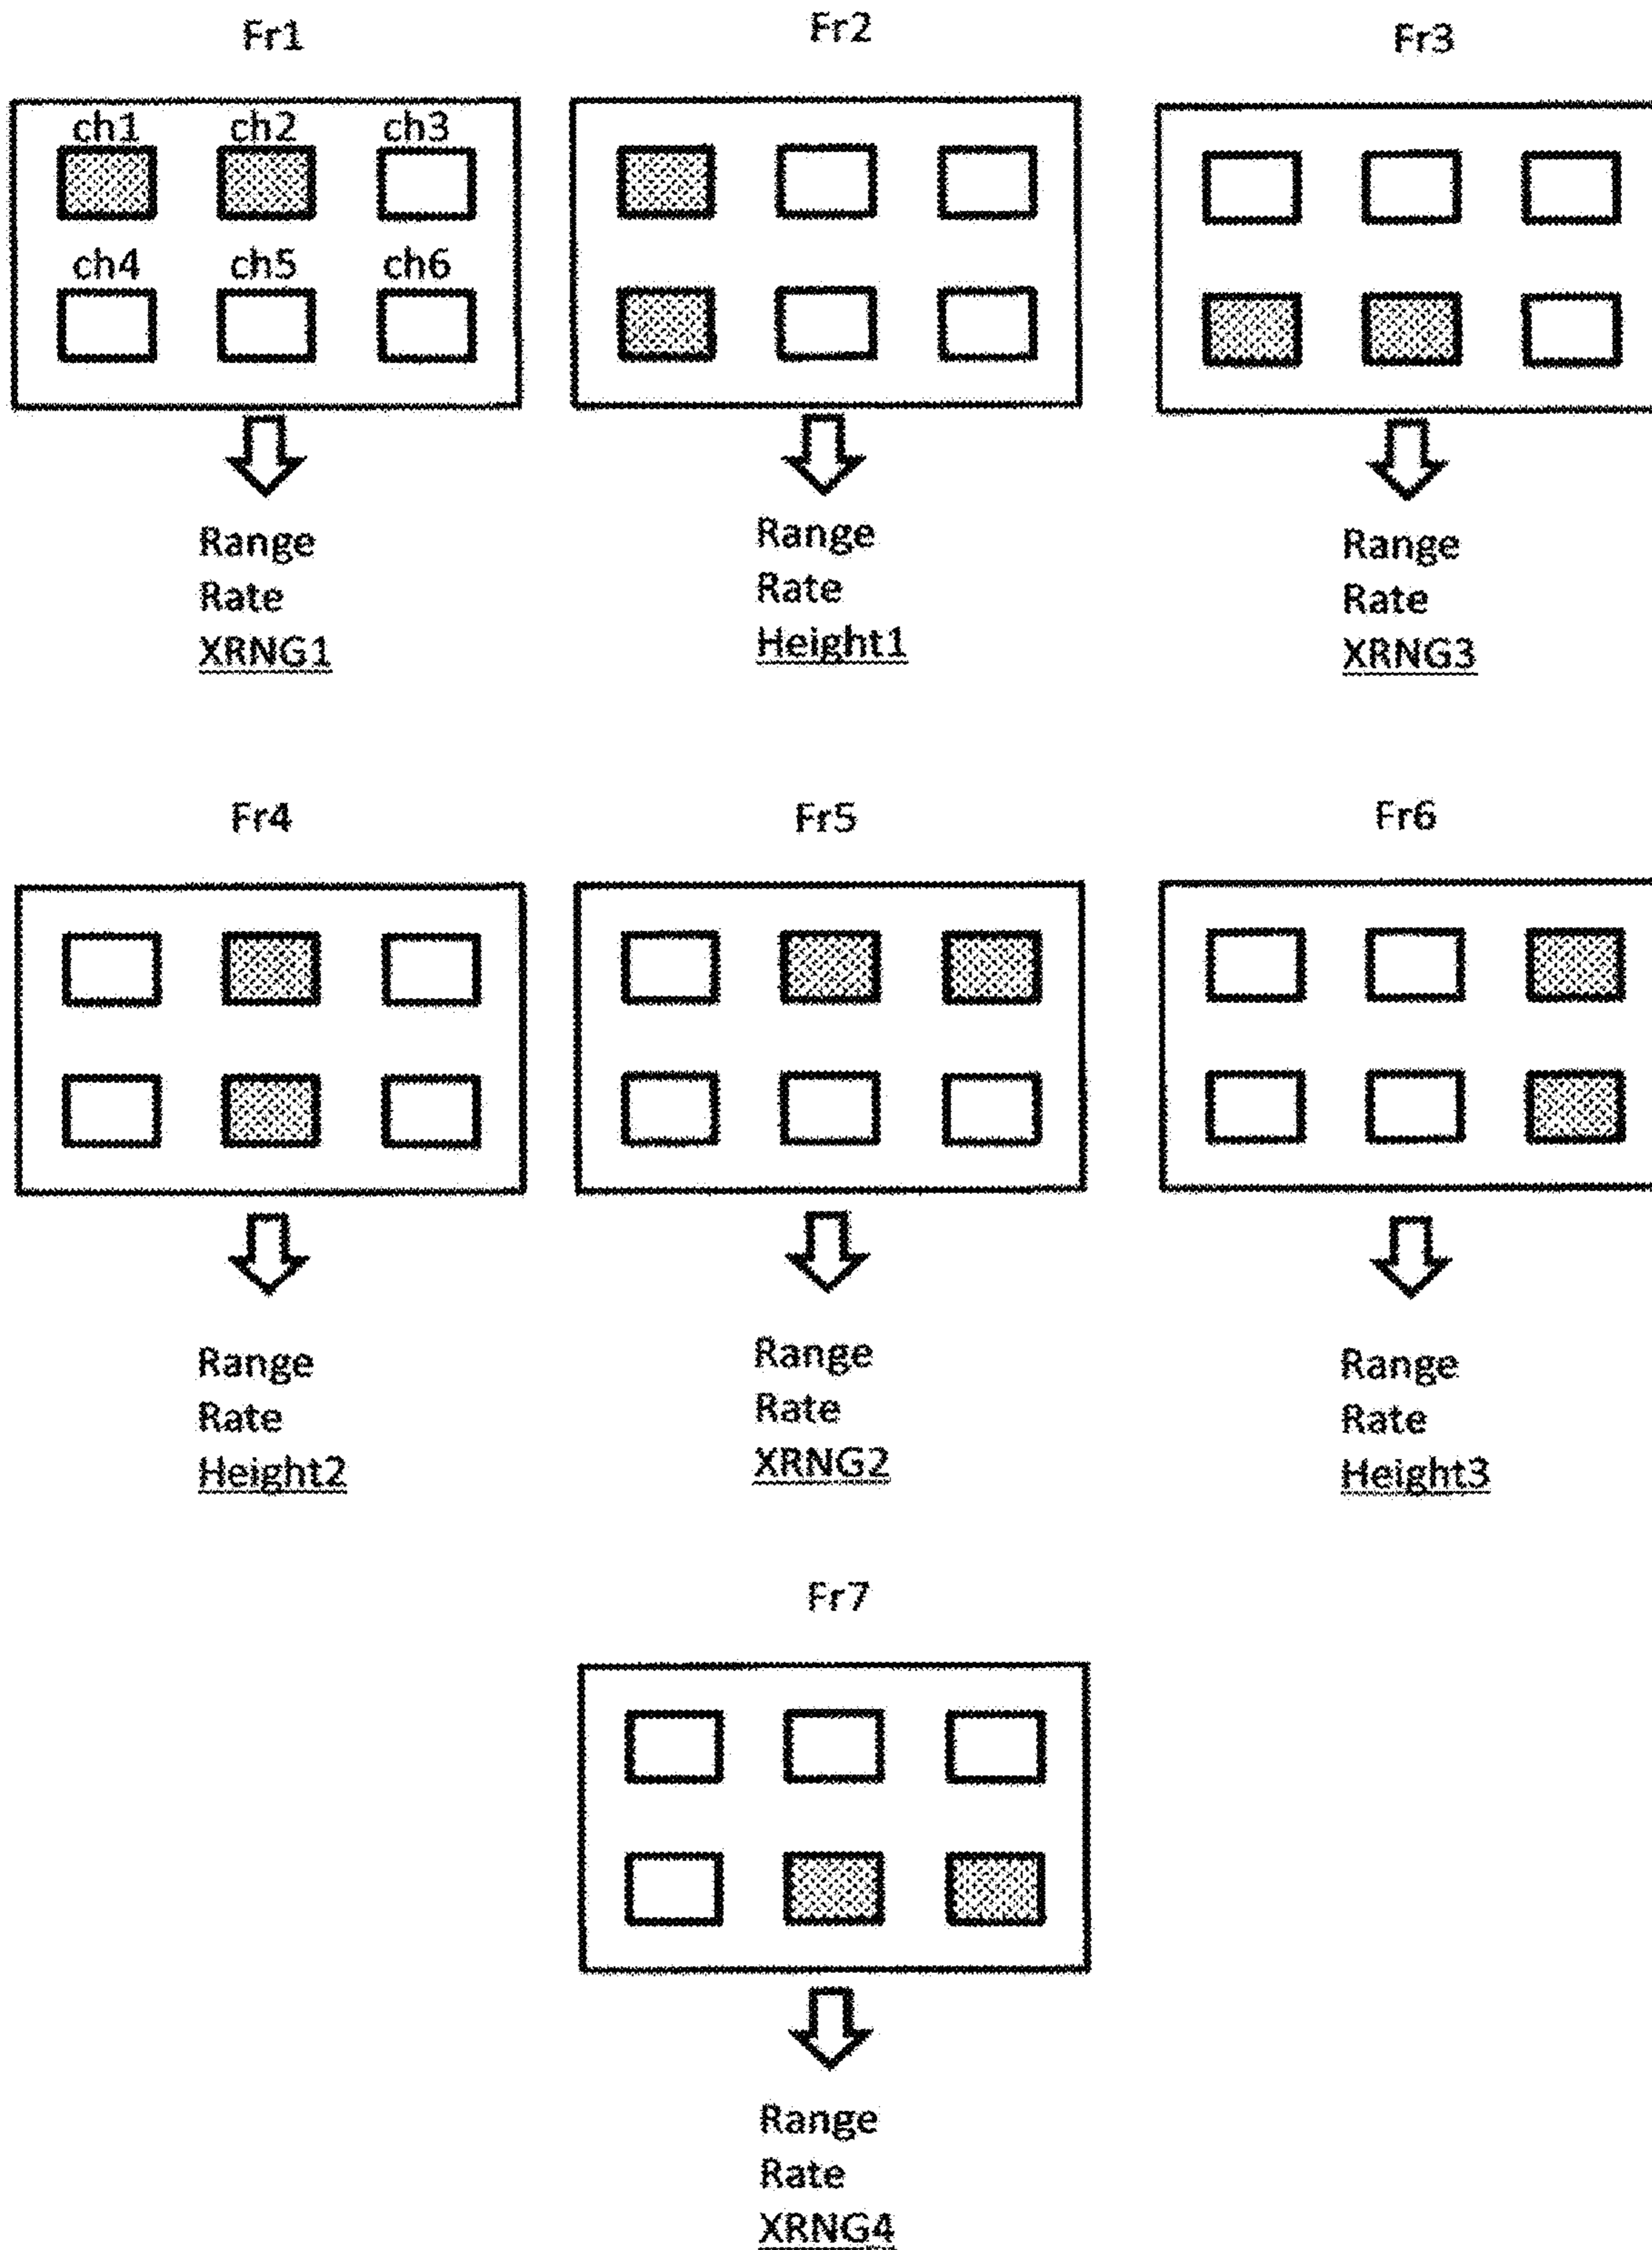 Fr1
ch1 ch2 ch3
ch4 ch5 ch6
Range
Rate
XRNG1
Fr2
Range
Rate
Height1
Fr3
Range
Rate
XRNG3
Fr4
Range
Rate
Height2
Fr5
Range
Rate
XRNG2
Fr6
Range
Rate
Height3
Fr7
Range
Rate
XRNG4